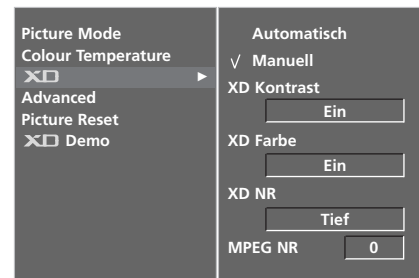 Picture Mode
Colour Temperature
XD
Advanced
Picture Reset
XD Demo
Automatisch
√ Manuell
XD Kontrast
Ein
XD Farbe
Ein
XD NR
Tief
MPEG NR 0